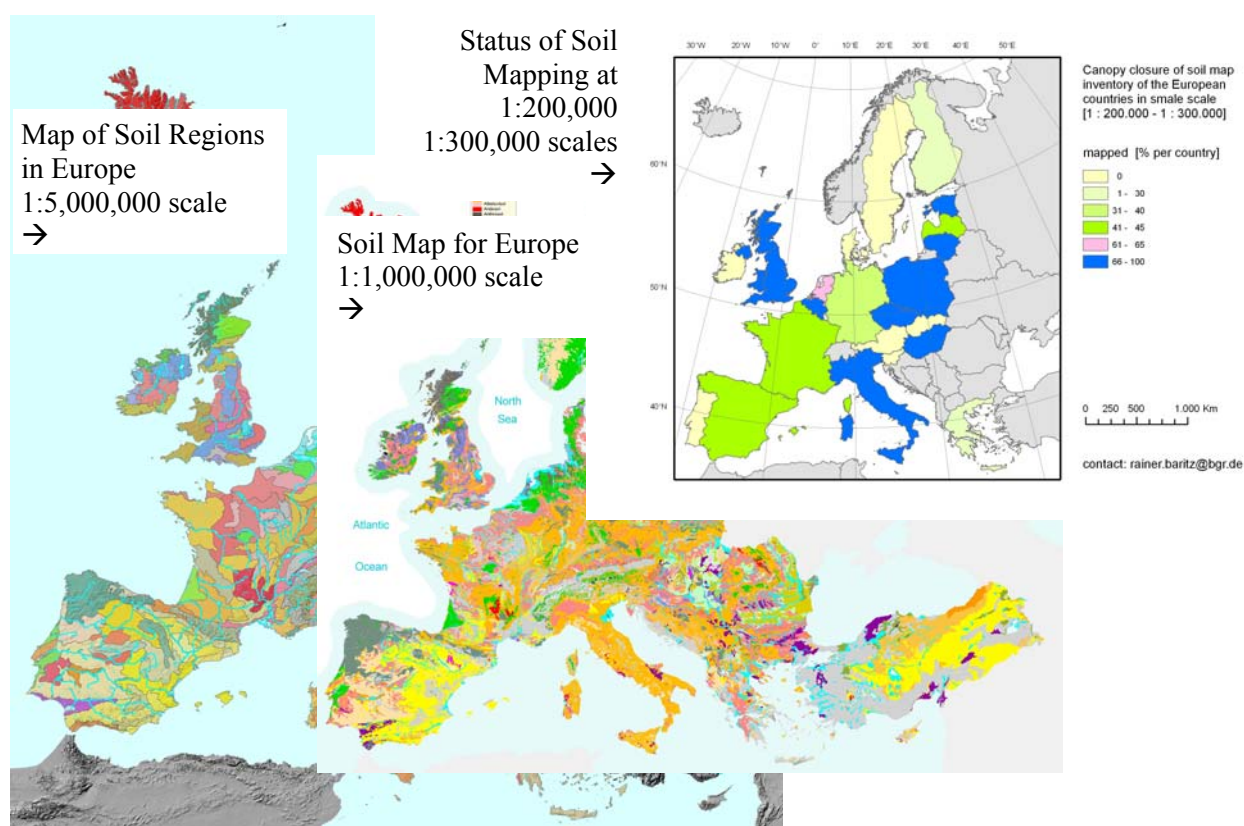 Map of Soil Regions
in Europe
1:5,000,000 scale
→
Status of Soil
Mapping at
1:200,000
1:300,000 scales
→
Soil Map for Europe
1:1,000,000 scale
→
North
Sea
Atlantic
Ocean
30°W 20°W 10°W 0° 10°E 20°E 30°E 40°E 50°E
60°N
50°N
40°N
Canopy closure of soil map
inventory of the European
countries in smale scale
[1 : 200.000 - 1 : 300.000]
mapped [% per country]
0
1 - 30
31 - 40
41 - 45
61 - 65
66 - 100
0 250 500 1.000 Km
contact: rainer.baritz@bgr.de